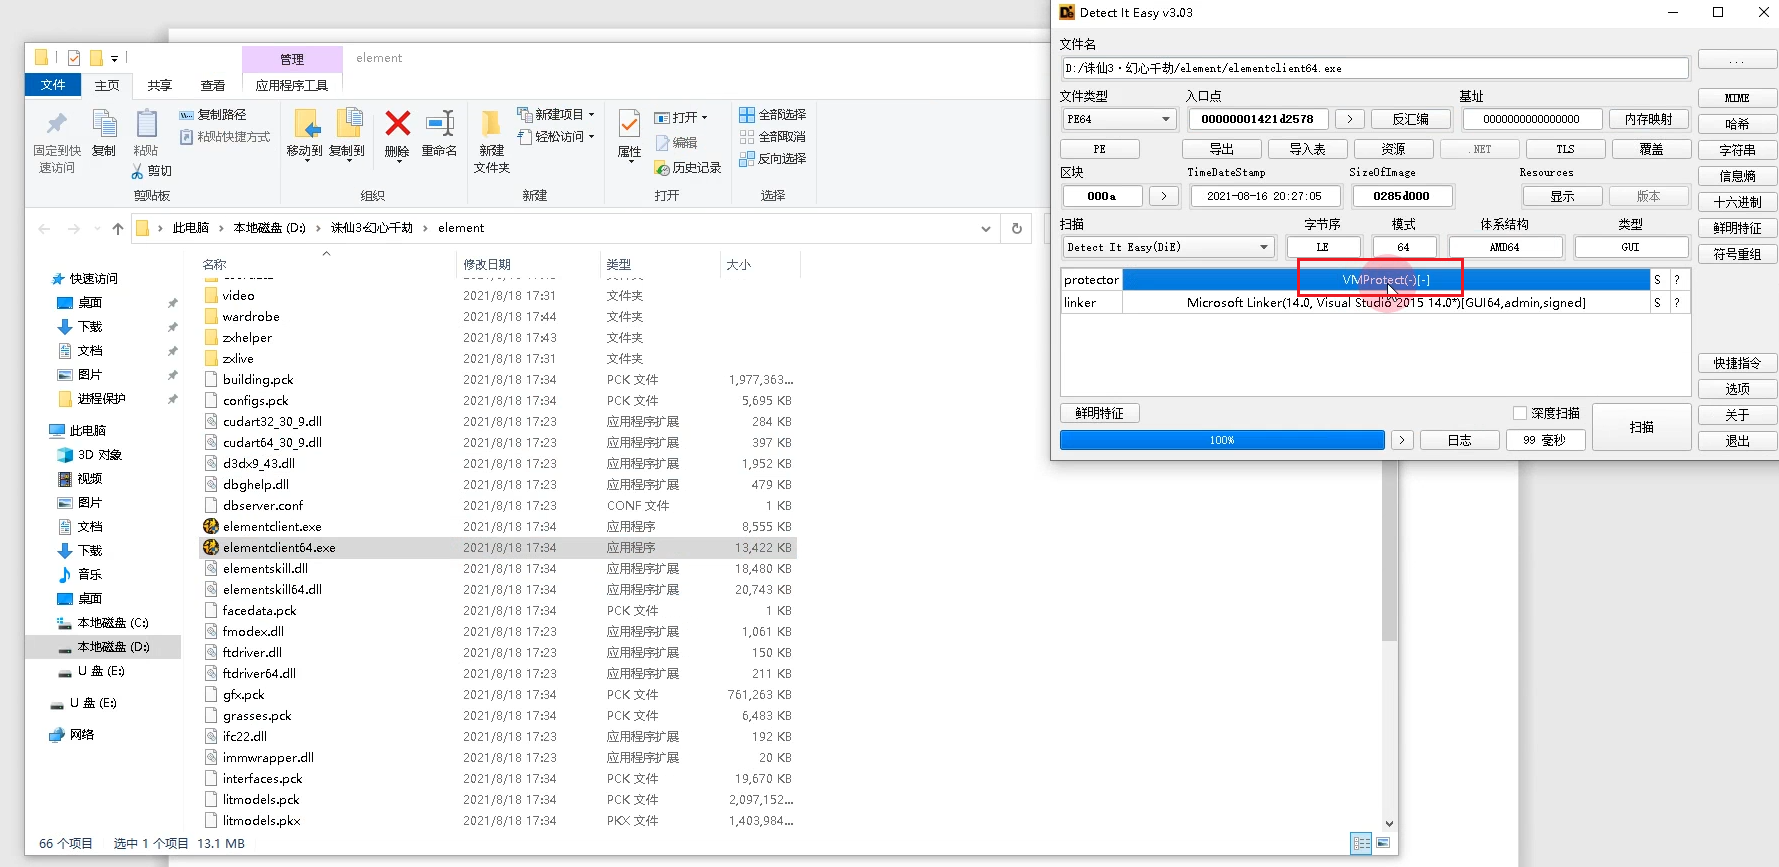 管理
element
文件
主页
共享
查看
应用程序工具
固定到快
速访问
复制
粘贴
复制路径
粘贴快捷方式
剪切
剪贴板
移动到
复制到
删除
重命名
组织
新建
文件夹
新建项目
轻松访问
新建
属性
打开
编辑
历史记录
打开
全部选择
全部取消
反向选择
选择
此电脑 › 本地磁盘 (D:) › 诛仙3·幻心千劫 › element
名称 修改日期 类型 大小
快速访问
桌面
下载
文档
图片
进程保护
此电脑
3D 对象
视频
图片
文档
下载
音乐
桌面
本地磁盘 (C:)
本地磁盘 (D:)
U 盘 (E:)
U 盘 (E:)
网络
video 2021/8/18 17:31 文件夹
wardrobe 2021/8/18 17:44 文件夹
zxhelper 2021/8/18 17:43 文件夹
zxlive 2021/8/18 17:31 文件夹
building.pck 2021/8/18 17:34 PCK 文件 1,977,363...
configs.pck 2021/8/18 17:34 PCK 文件 5,695 KB
cudart32_30_9.dll 2021/8/18 17:23 应用程序扩展 284 KB
cudart64_30_9.dll 2021/8/18 17:23 应用程序扩展 397 KB
d3dx9_43.dll 2021/8/18 17:23 应用程序扩展 1,952 KB
dbghelp.dll 2021/8/18 17:23 应用程序扩展 479 KB
dbserver.conf 2021/8/18 17:23 CONF 文件 1 KB
elementclient.exe 2021/8/18 17:34 应用程序 8,555 KB
elementclient64.exe 2021/8/18 17:34 应用程序 13,422 KB
elementskill.dll 2021/8/18 17:34 应用程序扩展 18,480 KB
elementskill64.dll 2021/8/18 17:34 应用程序扩展 20,743 KB
facedata.pck 2021/8/18 17:34 PCK 文件 1 KB
fmodex.dll 2021/8/18 17:23 应用程序扩展 1,061 KB
ftdriver.dll 2021/8/18 17:23 应用程序扩展 150 KB
ftdriver64.dll 2021/8/18 17:23 应用程序扩展 211 KB
gfx.pck 2021/8/18 17:34 PCK 文件 761,263 KB
grasses.pck 2021/8/18 17:34 PCK 文件 6,483 KB
ifc22.dll 2021/8/18 17:23 应用程序扩展 192 KB
immwrapper.dll 2021/8/18 17:23 应用程序扩展 20 KB
interfaces.pck 2021/8/18 17:34 PCK 文件 19,670 KB
litmodels.pck 2021/8/18 17:34 PCK 文件 2,097,152...
litmodels.pkx 2021/8/18 17:34 PKX 文件 1,403,984...
66 个项目 选中 1 个项目 13.1 MB
Detect It Easy v3.03
文件名
D:/诛仙3·幻心千劫/element/elementclient64.exe
...
文件类型 入口点 基址
PE64 00000001421d2578 > 反汇编 0000000000000000 内存映射
PE 导出 导入表 资源 .NET TLS 覆盖
区块 TimeDateStamp SizeOfImage Resources
000a > 2021-08-16 20:27:05 0285d000 显示 版本
扫描 字节序 模式 体系结构 类型
Detect It Easy(DiE) LE 64 AMD64 GUI
protector VMProtect(-)[-] S ?
linker Microsoft Linker(14.0, Visual Studio 2015 14.0*)[GUI64,admin,signed] S ?
鲜明特征 深度扫描 扫描
100% > 日志 99 毫秒
MIME
哈希
字符串
信息熵
十六进制
鲜明特征
符号重组
快捷指令
选项
关于
退出